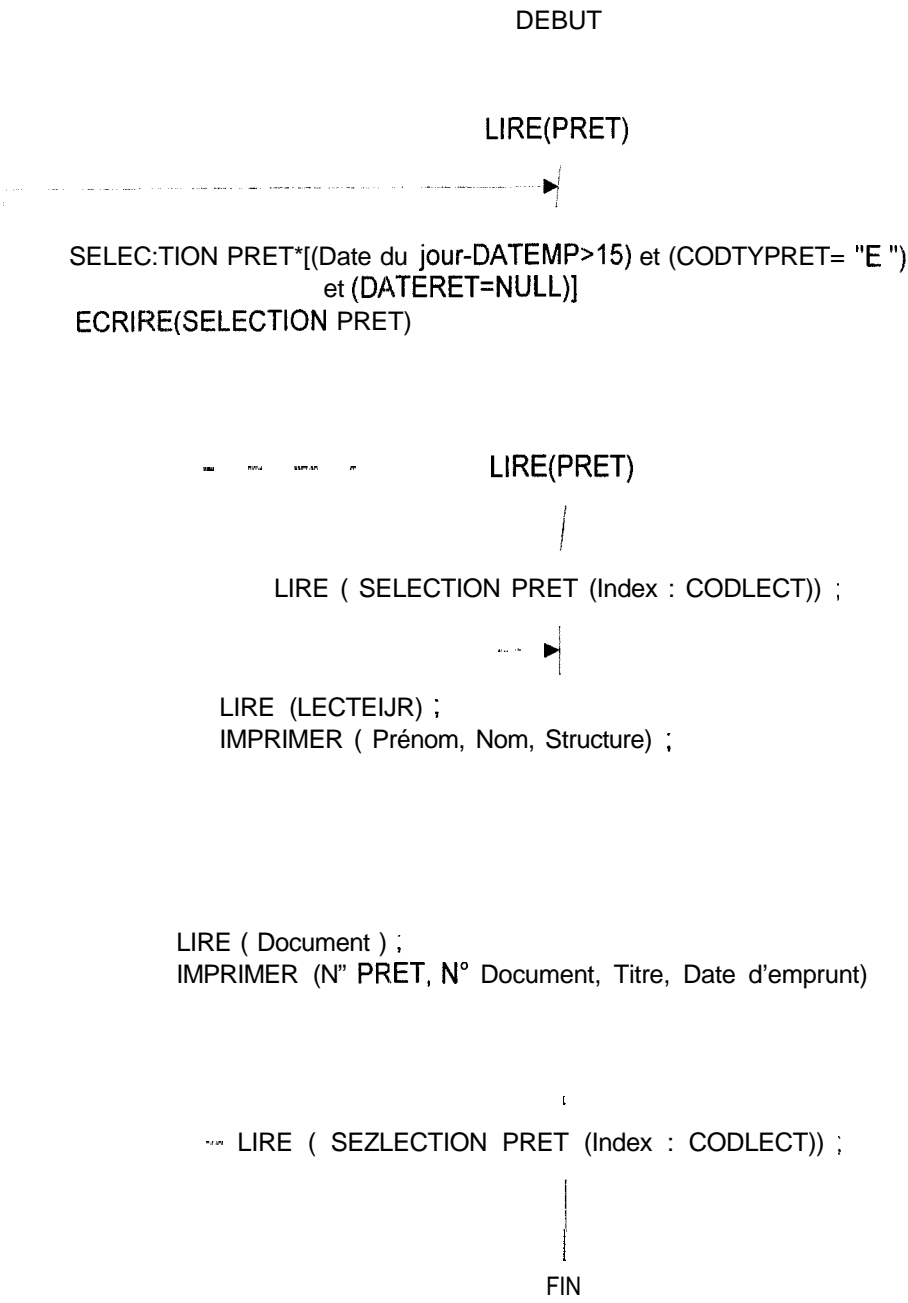 DEBUT
LIRE(PRET)
SELEC:TION PRET*[(Date du jour-DATEMP>15) et (CODTYPRET= "E ")
et (DATERET=NULL)]
ECRIRE(SELECTION PRET)
LIRE(PRET)
LIRE ( SELECTION PRET (Index : CODLECT)) ;
LIRE (LECTEIJR) ;
IMPRIMER ( Prénom, Nom, Structure) ;
LIRE ( Document ) ;
IMPRIMER (N" PRET, N° Document, Titre, Date d'emprunt)
LIRE ( SEZLECTION PRET (Index : CODLECT)) ;
FIN